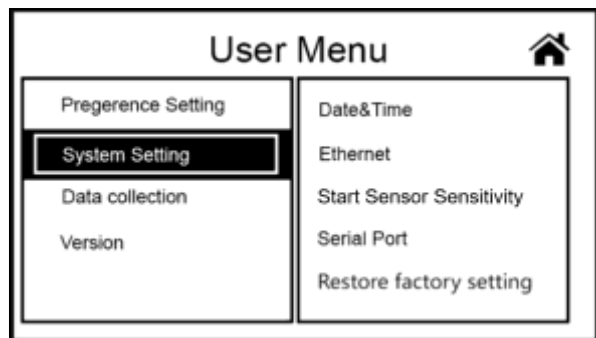 User Menu
Pregerence Setting
System Setting
Data collection
Version
Date&Time
Ethernet
Start Sensor Sensitivity
Serial Port
Restore factory setting